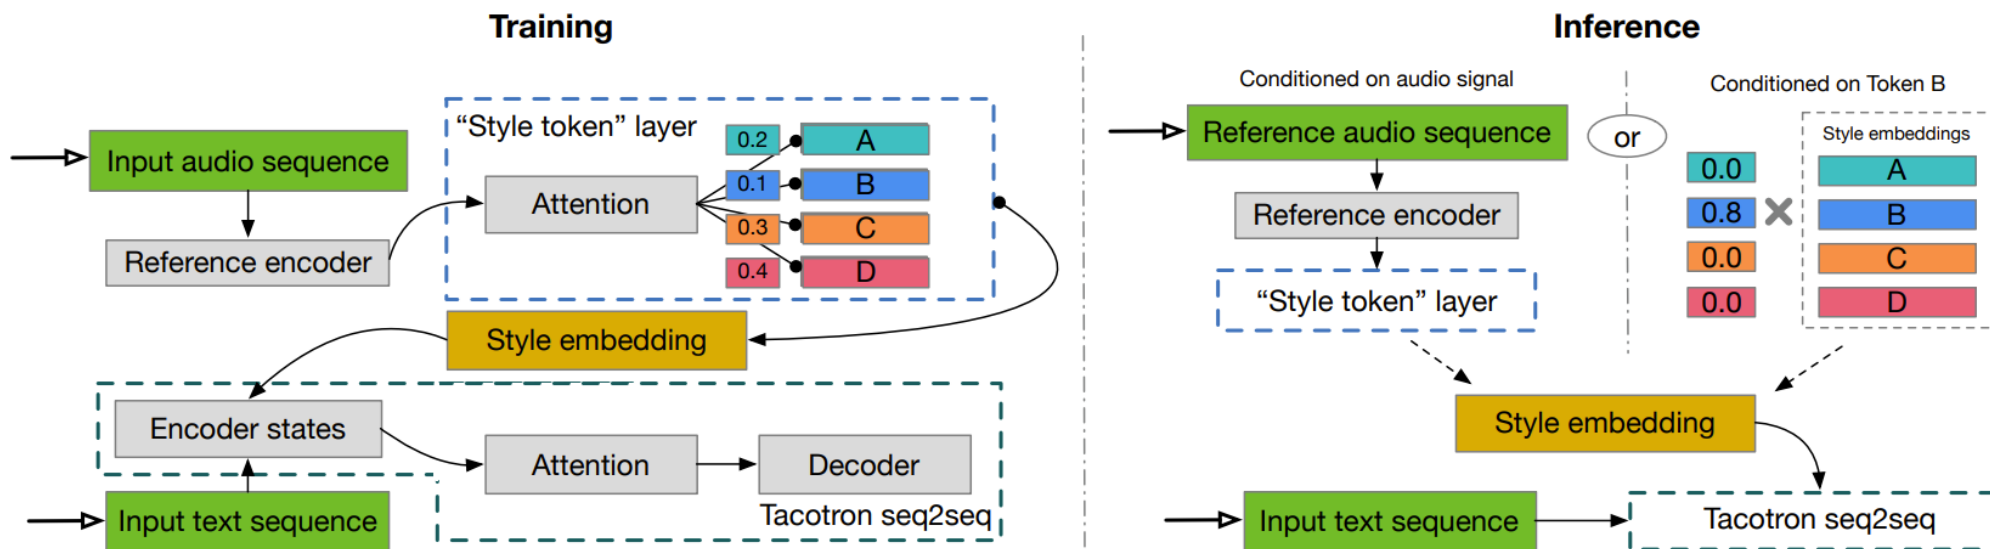 Training
Input audio sequence
Reference encoder
“Style token” layer
Attention
0.2
A
0.1
B
0.3
C
0.4
D
Style embedding
Encoder states
Attention
Decoder
Input text sequence
Tacotron seq2seq
Inference
Conditioned on audio signal
Reference audio sequence
Reference encoder
“Style token” layer
or
Conditioned on Token B
Style embeddings
0.0
A
0.8
B
0.0
C
0.0
D
Style embedding
Input text sequence
Tacotron seq2seq